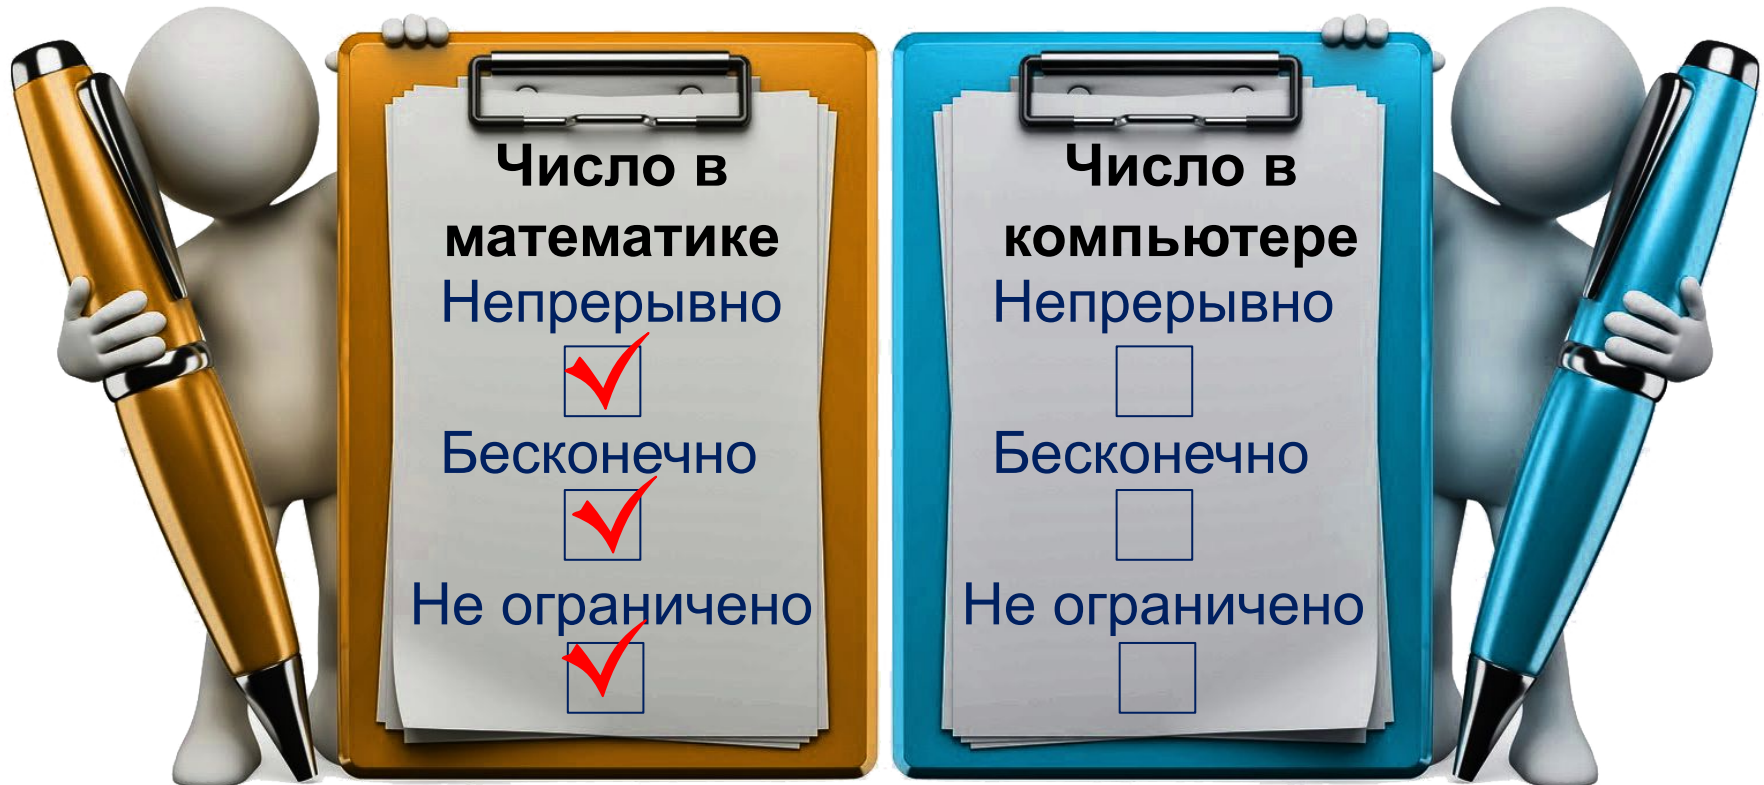 Число в
математике
Непрерывно
Бесконечно
Не ограничено
Число в
компьютере
Непрерывно
Бесконечно
Не ограничено